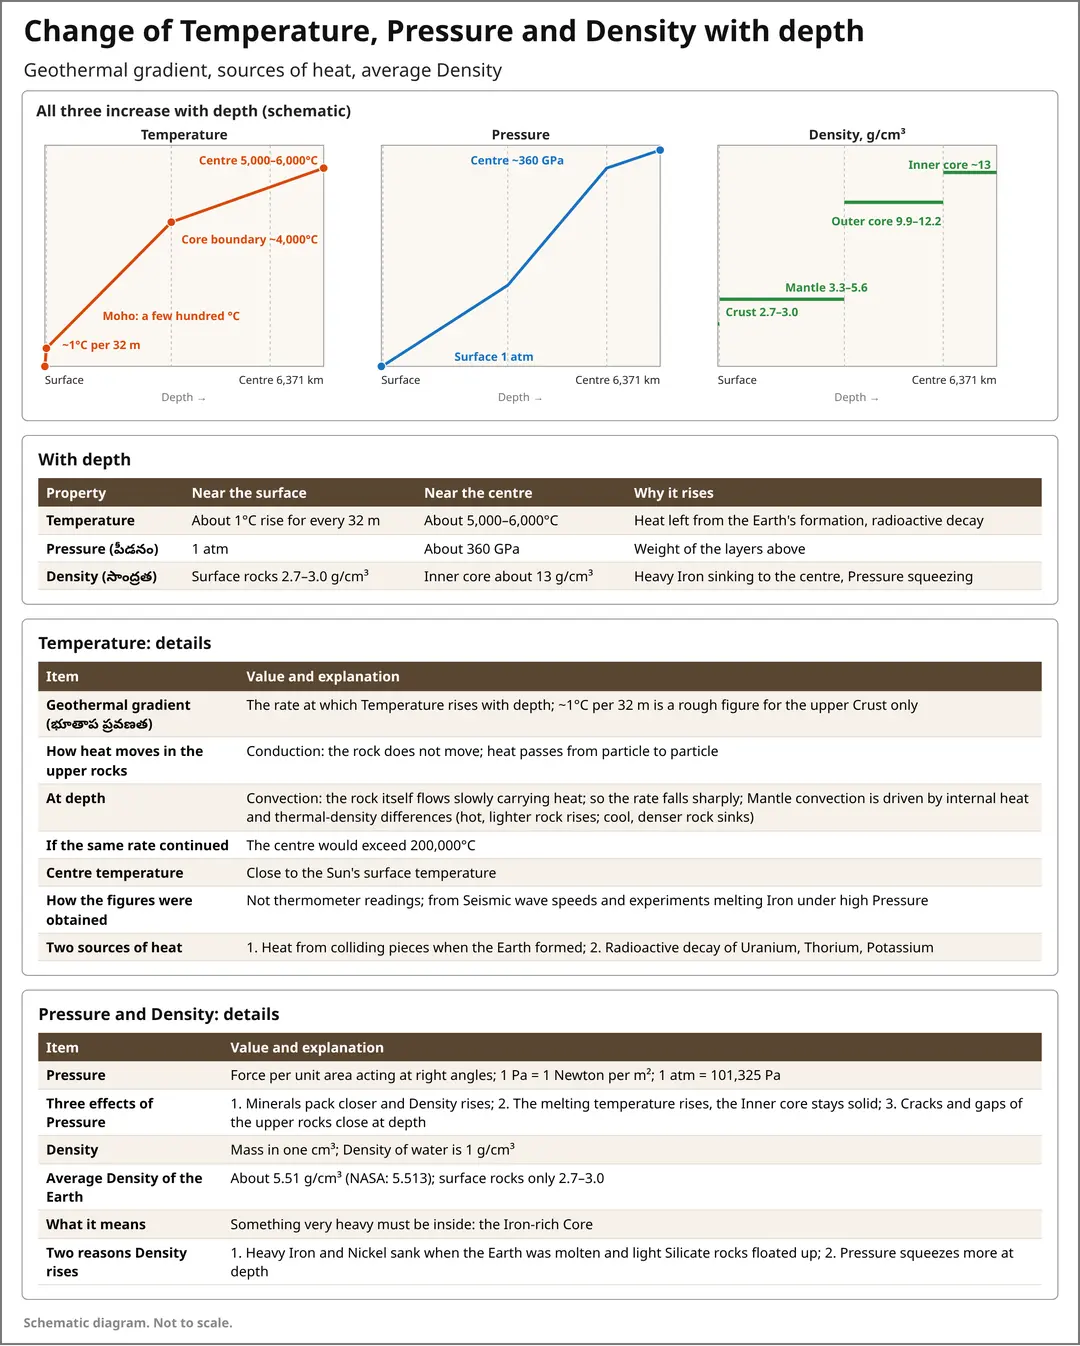 Change of Temperature, Pressure and Density with depth
Geothermal gradient, sources of heat, average Density
All three increase with depth (schematic)
Temperature
Centre 5,000–6,000°C
Core boundary ~4,000°C
Moho: a few hundred °C
~1°C per 32 m
Surface
Centre 6,371 km
Depth →
Pressure
Centre ~360 GPa
Surface 1 atm
Surface
Centre 6,371 km
Depth →
Density, g/cm³
Inner core ~13
Outer core 9.9–12.2
Mantle 3.3–5.6
Crust 2.7–3.0
Surface
Centre 6,371 km
Depth →
With depth
Property Near the surface Near the centre Why it rises
Temperature About 1°C rise for every 32 m About 5,000–6,000°C Heat left from the Earth's formation, radioactive decay
Pressure (పీడనం) 1 atm About 360 GPa Weight of the layers above
Density (సాంద్రత) Surface rocks 2.7–3.0 g/cm³ Inner core about 13 g/cm³ Heavy Iron sinking to the centre, Pressure squeezing
Temperature: details
Item Value and explanation
Geothermal gradient The rate at which Temperature rises with depth; ~1°C per 32 m is a rough figure for the upper Crust only
(భూతాప ప్రవణత)
How heat moves in the Conduction: the rock does not move; heat passes from particle to particle
upper rocks
At depth Convection: the rock itself flows slowly carrying heat; so the rate falls sharply; Mantle convection is driven by internal heat
and thermal-density differences (hot, lighter rock rises; cool, denser rock sinks)
If the same rate continued The centre would exceed 200,000°C
Centre temperature Close to the Sun's surface temperature
How the figures were Not thermometer readings; from Seismic wave speeds and experiments melting Iron under high Pressure
obtained
Two sources of heat 1. Heat from colliding pieces when the Earth formed; 2. Radioactive decay of Uranium, Thorium, Potassium
Pressure and Density: details
Item Value and explanation
Pressure Force per unit area acting at right angles; 1 Pa = 1 Newton per m²; 1 atm = 101,325 Pa
Three effects of 1. Minerals pack closer and Density rises; 2. The melting temperature rises, the Inner core stays solid; 3. Cracks and gaps of
Pressure the upper rocks close at depth
Density Mass in one cm³; Density of water is 1 g/cm³
Average Density of the About 5.51 g/cm³ (NASA: 5.513); surface rocks only 2.7–3.0
Earth
What it means Something very heavy must be inside: the Iron-rich Core
Two reasons Density 1. Heavy Iron and Nickel sank when the Earth was molten and light Silicate rocks floated up; 2. Pressure squeezes more at
rises depth
Schematic diagram. Not to scale.